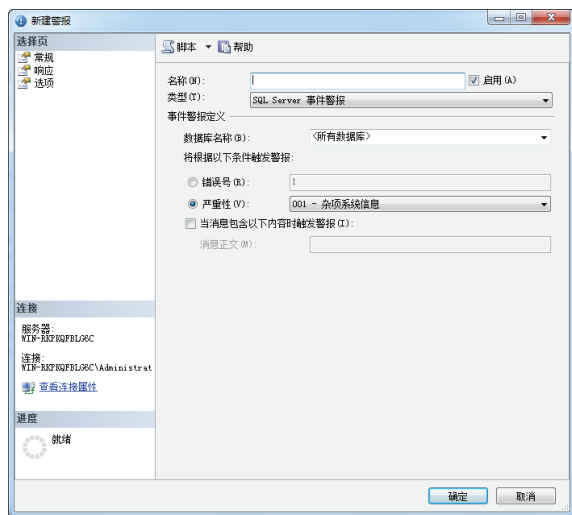 新建警报
选择页
常规
响应
选项
脚本 帮助
名称(N):
启用(A)
类型(T): SQL Server 事件警报
事件警报定义
数据库名称(B): <所有数据库>
将根据以下条件触发警报:
错误号(R): 1
严重性(V): 001 - 杂项系统信息
当消息包含以下内容时触发警报(I):
消息正文(M):
连接
服务器:
WIN-RKPKQFBLG6C
连接:
WIN-RKPKQFBLG6C\Administrat
查看连接属性
进度
就绪
确定 取消